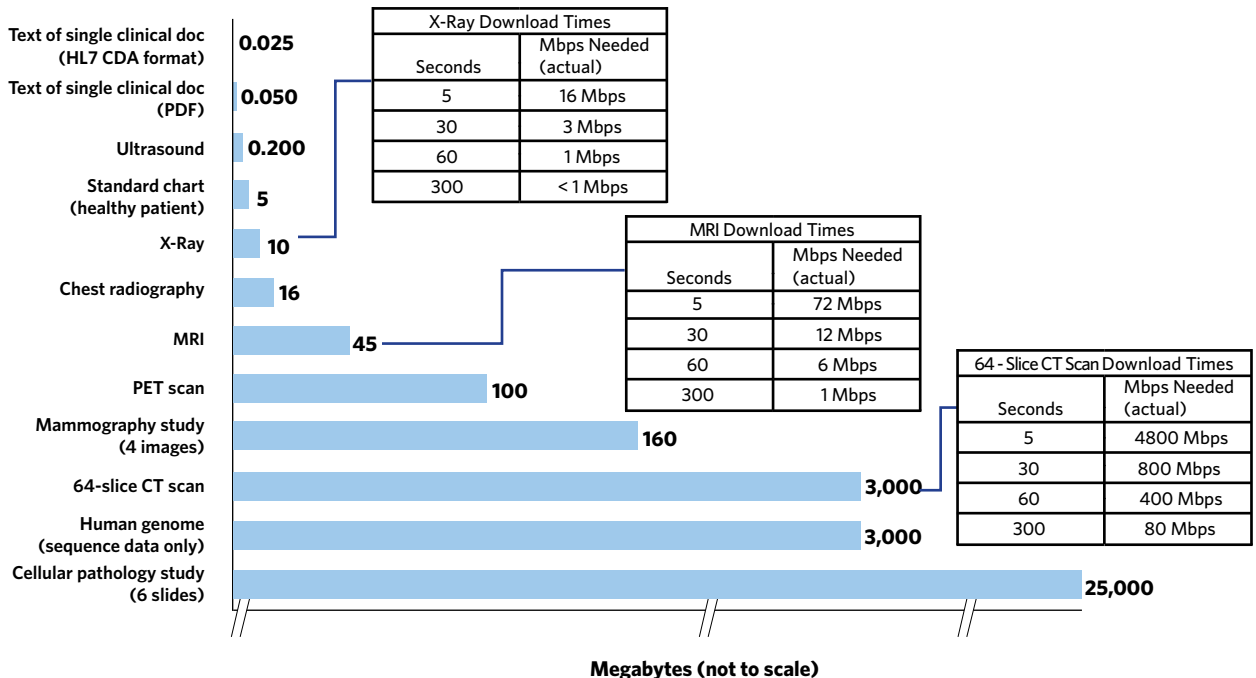 Text of single clinical doc
(HL7 CDA format)
0.025
Text of single clinical doc
(PDF)
0.050
Ultrasound
0.200
Standard chart
(healthy patient)
5
X-Ray
10
Chest radiography
16
MRI
45
PET scan
100
Mammography study
(4 images)
160
64-slice CT scan
3,000
Human genome
(sequence data only)
3,000
Cellular pathology study
(6 slides)
25,000
X-Ray Download Times
Seconds
Mbps Needed
(actual)
5 16 Mbps
30 3 Mbps
60 1 Mbps
300 < 1 Mbps
MRI Download Times
Seconds
Mbps Needed
(actual)
5 72 Mbps
30 12 Mbps
60 6 Mbps
300 1 Mbps
64 - Slice CT Scan Download Times
Seconds
Mbps Needed
(actual)
5 4800 Mbps
30 800 Mbps
60 400 Mbps
300 80 Mbps
Megabytes (not to scale)